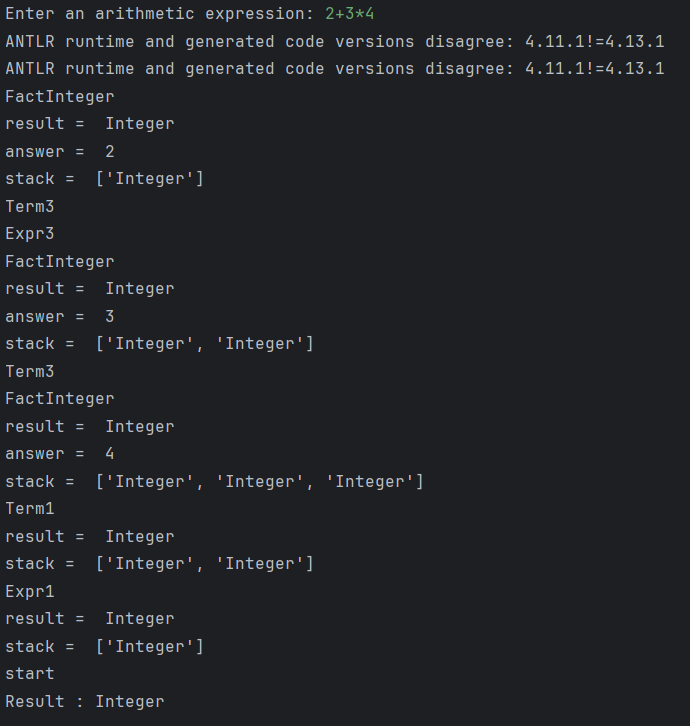 Enter an arithmetic expression: 2+3*4
ANTLR runtime and generated code versions disagree: 4.11.1!=4.13.1
ANTLR runtime and generated code versions disagree: 4.11.1!=4.13.1
FactInteger
result =  Integer
answer =  2
stack =  ['Integer']
Term3
Expr3
FactInteger
result =  Integer
answer =  3
stack =  ['Integer', 'Integer']
Term3
FactInteger
result =  Integer
answer =  4
stack =  ['Integer', 'Integer', 'Integer']
Term1
result =  Integer
stack =  ['Integer', 'Integer']
Expr1
result =  Integer
stack =  ['Integer']
start
Result : Integer